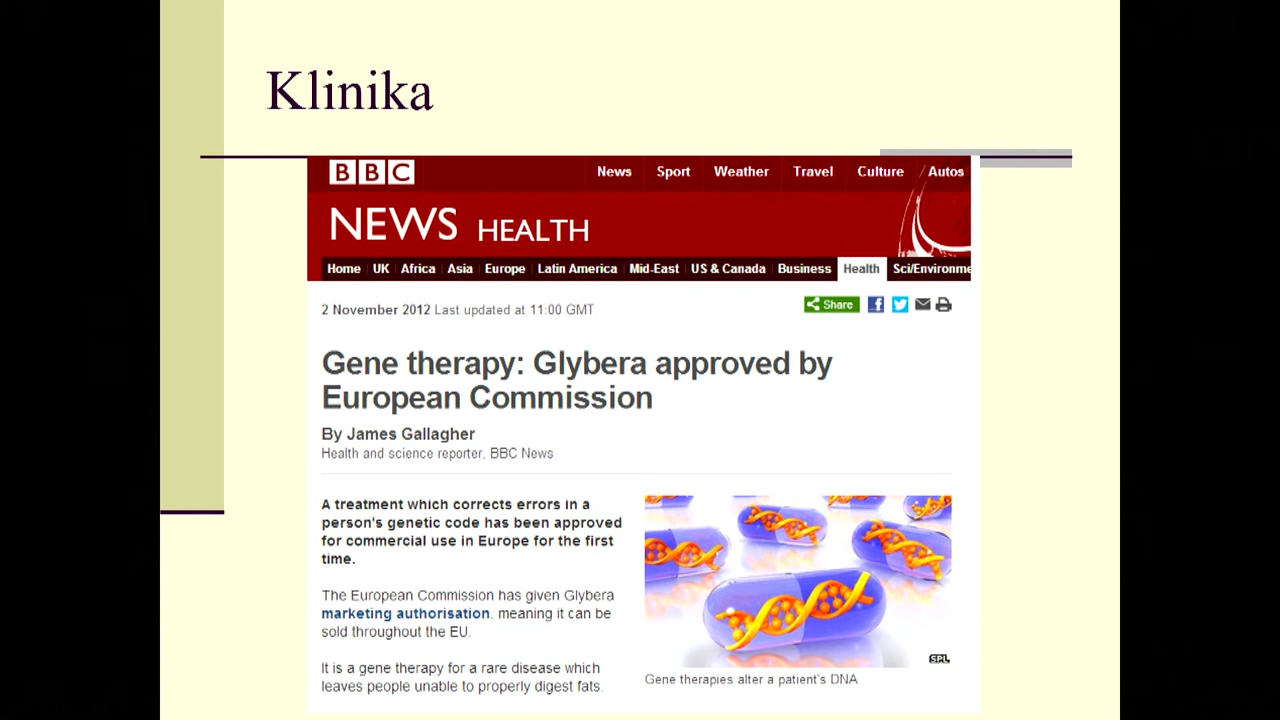 Klinika
BBC
News Sport Weather Travel Culture Autos
NEWS HEALTH
Home UK Africa Asia Europe Latin America Mid-East US & Canada Business Health Sci/Environme
2 November 2012 Last updated at 11:00 GMT
Share
Gene therapy: Glybera approved by
European Commission
By James Gallagher
Health and science reporter, BBC News
A treatment which corrects errors in a
person's genetic code has been approved
for commercial use in Europe for the first
time.
The European Commission has given Glybera
marketing authorisation, meaning it can be
sold throughout the EU.
It is a gene therapy for a rare disease which
leaves people unable to properly digest fats.
SPL
Gene therapies alter a patient's DNA